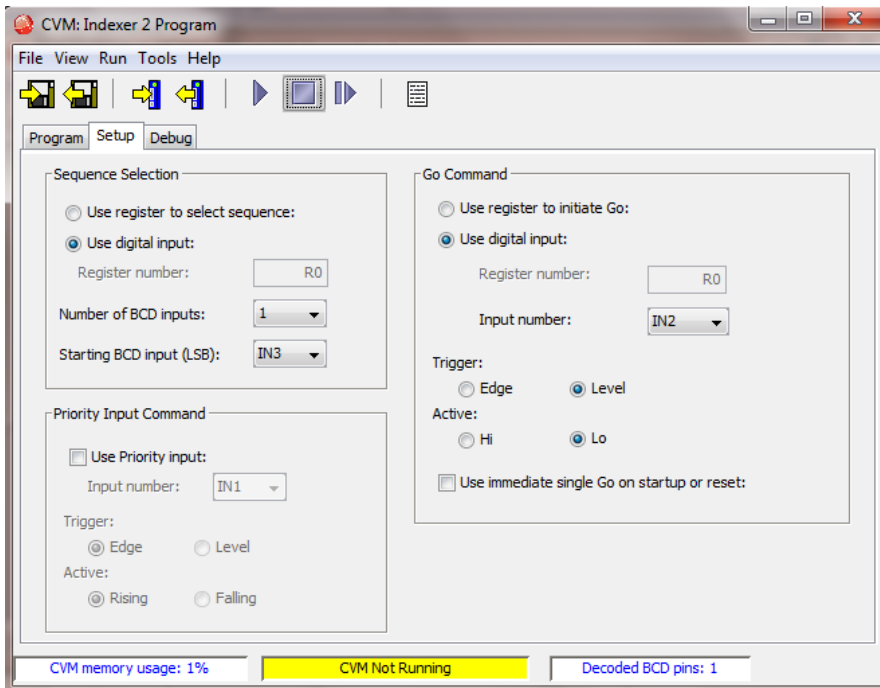 CVM: Indexer 2 Program
File View Run Tools Help
Program Setup Debug
Sequence Selection
Use register to select sequence:
Use digital input:
Register number: R0
Number of BCD inputs: 1
Starting BCD input (LSB): IN3
Priority Input Command
Use Priority input:
Input number: IN1
Trigger:
Edge Level
Active:
Rising Falling
Go Command
Use register to initiate Go:
Use digital input:
Register number: R0
Input number: IN2
Trigger:
Edge Level
Active:
Hi Lo
Use immediate single Go on startup or reset:
CVM memory usage: 1% CVM Not Running Decoded BCD pins: 1